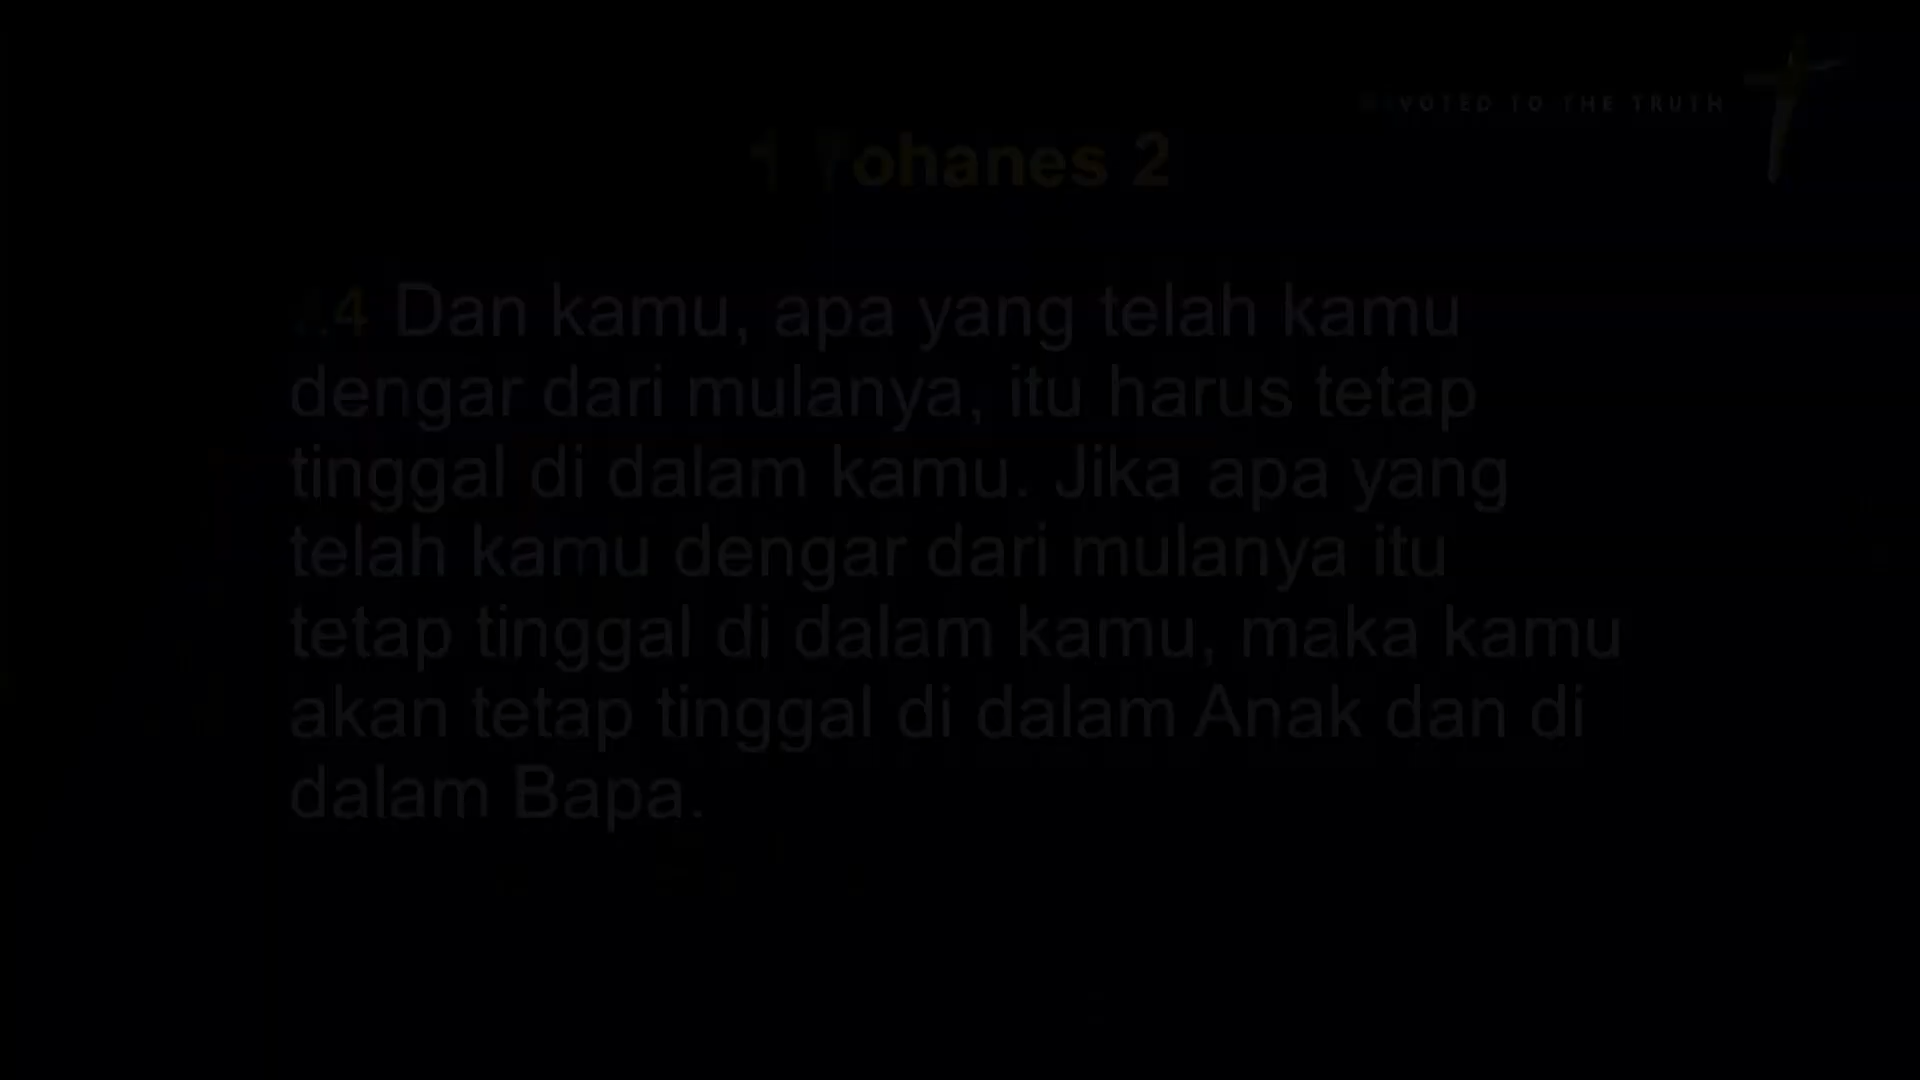 VOTED TO THE TRUTH
1 Yohanes 2
24 Dan kamu, apa yang telah kamu
dengar dari mulanya, itu harus tetap
tinggal di dalam kamu. Jika apa yang
telah kamu dengar dari mulanya itu
tetap tinggal di dalam kamu, maka kamu
akan tetap tinggal di dalam Anak dan di
dalam Bapa.